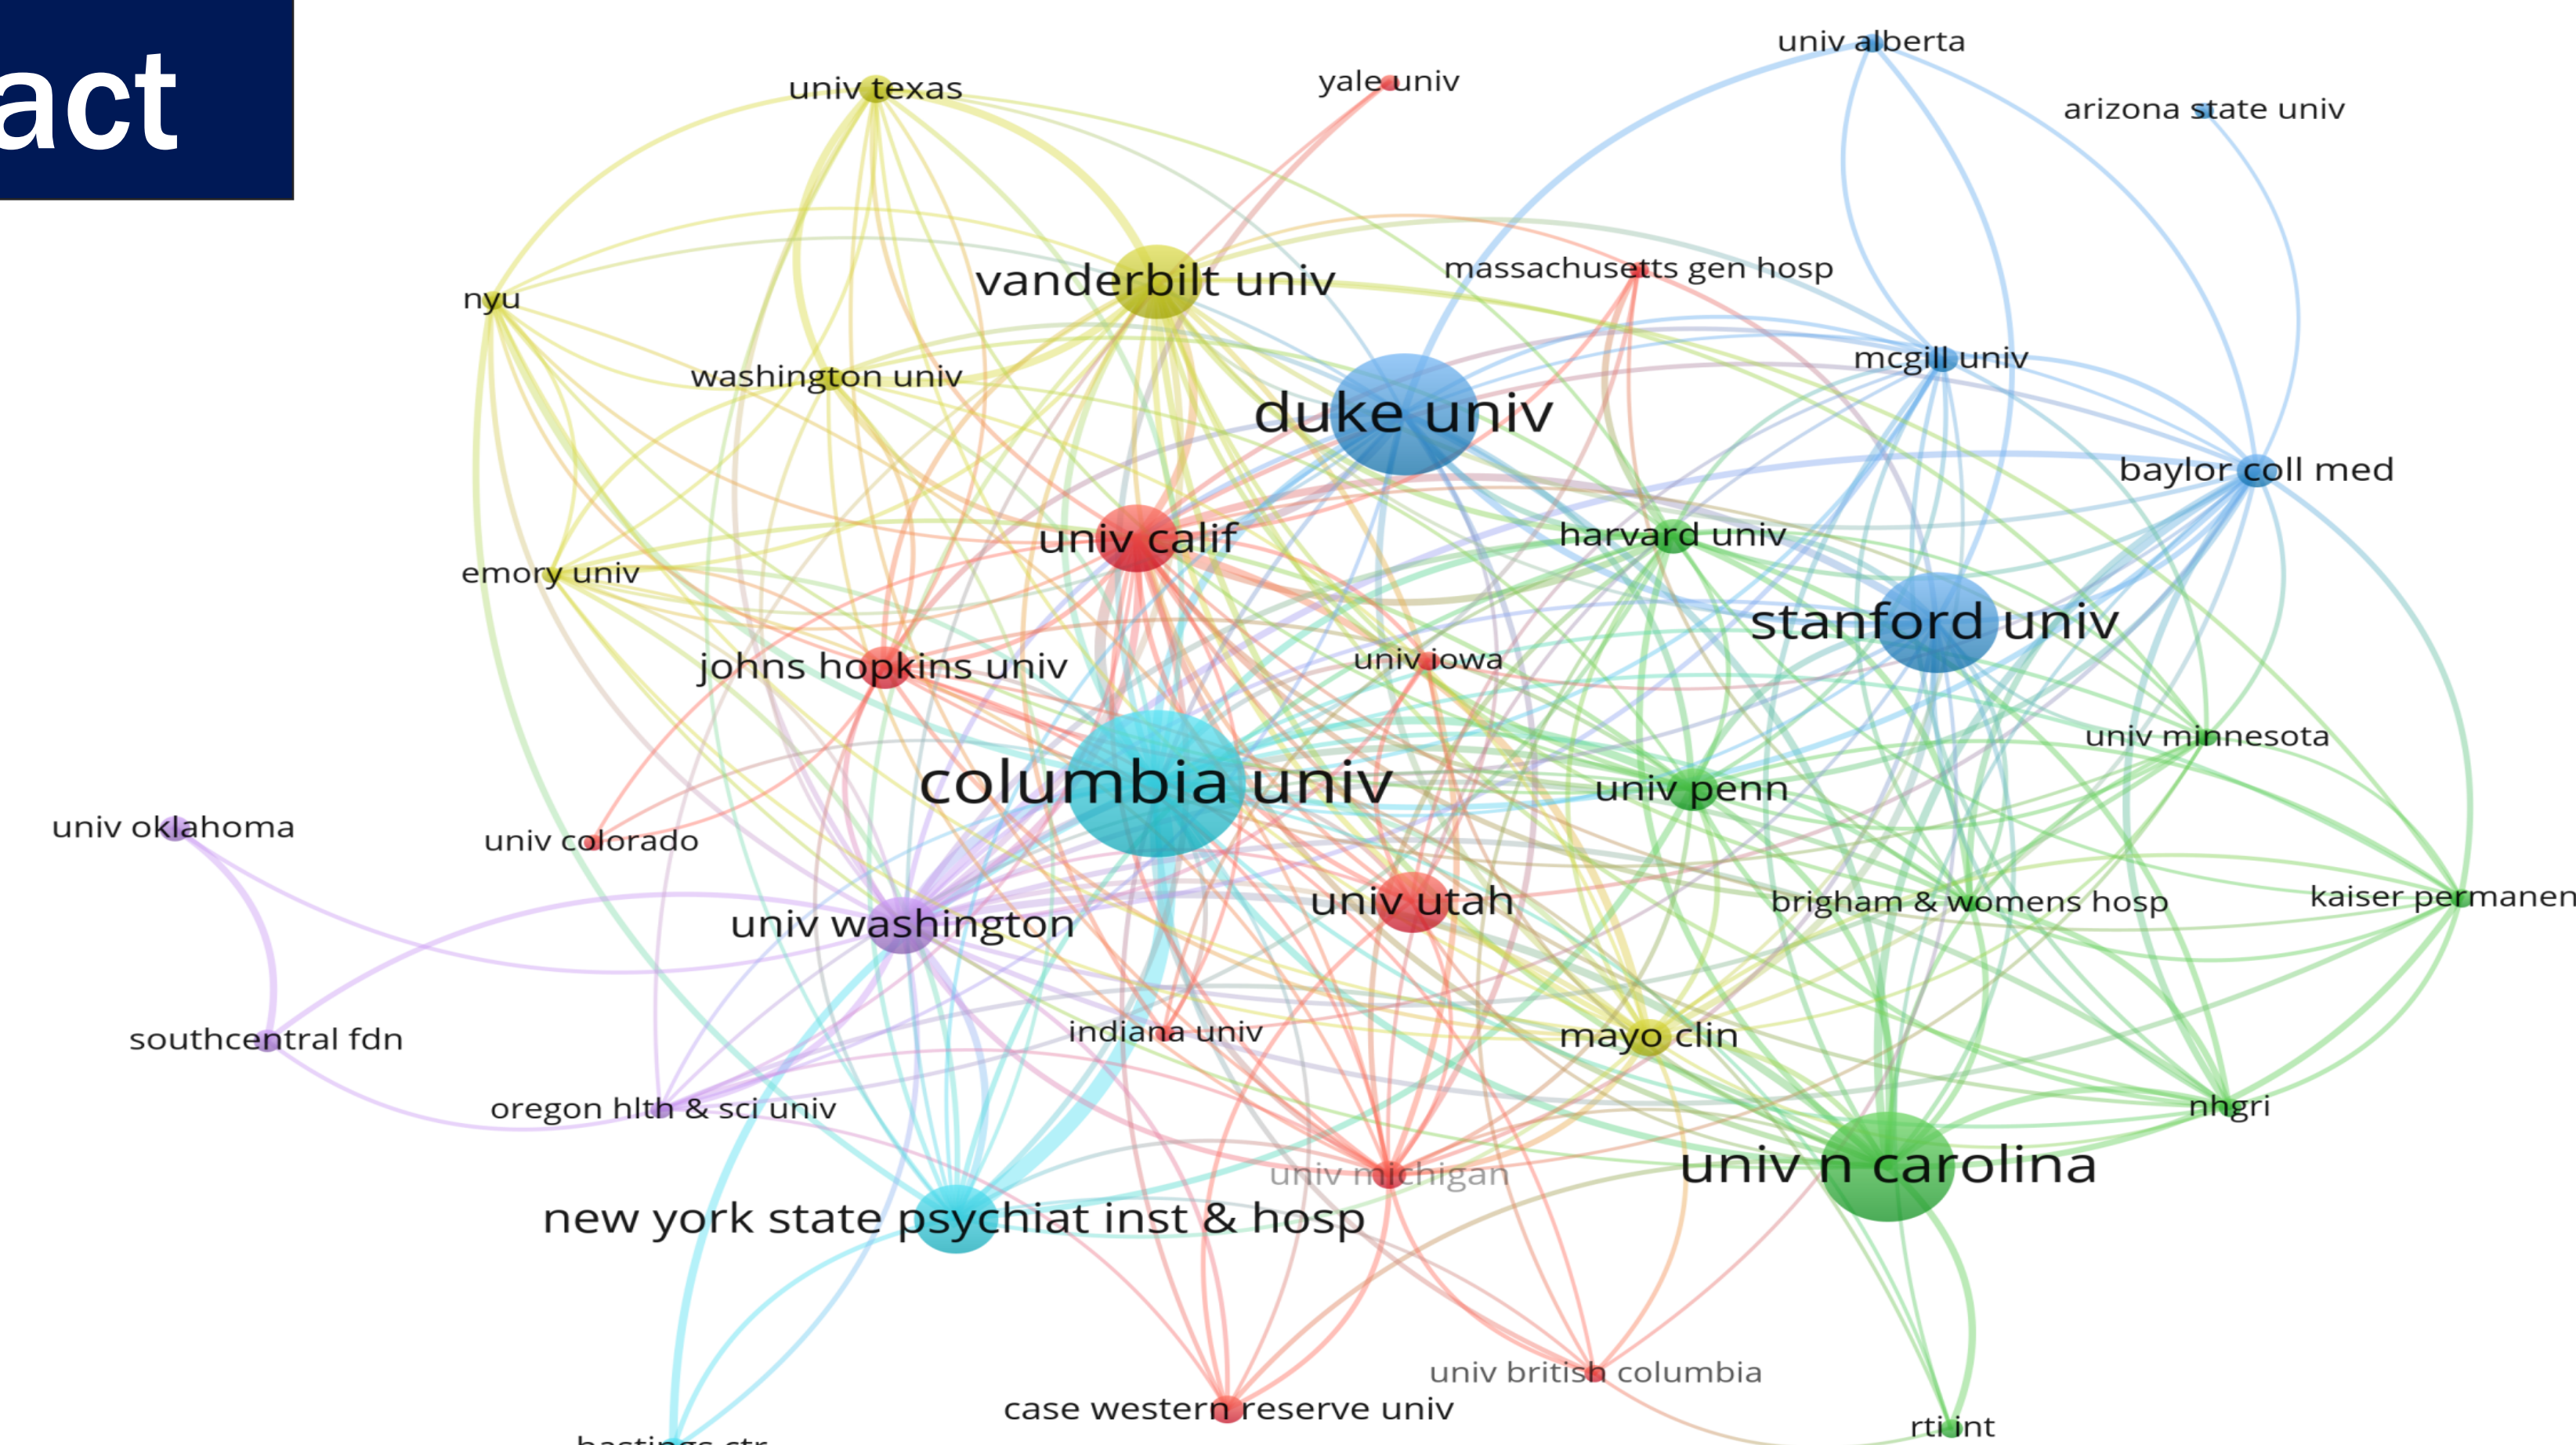 act
univ alberta
yale univ
univ texas
arizona state univ
massachusetts gen hosp
vanderbilt univ
nyu
mcgill univ
washington univ
duke univ
baylor coll med
harvard univ
univ calif
emory univ
stanford univ
univ iowa
johns hopkins univ
univ minnesota
columbia univ
univ penn
univ oklahoma
univ colorado
kaiser permanen
univ utah
brigham & womens hosp
univ washington
indiana univ
mayo clin
southcentral fdn
nhgri
oregon hlth & sci univ
univ n carolina
univ michigan
new york state psychiat inst & hosp
univ british columbia
case western reserve univ
rti int
hastings ctr